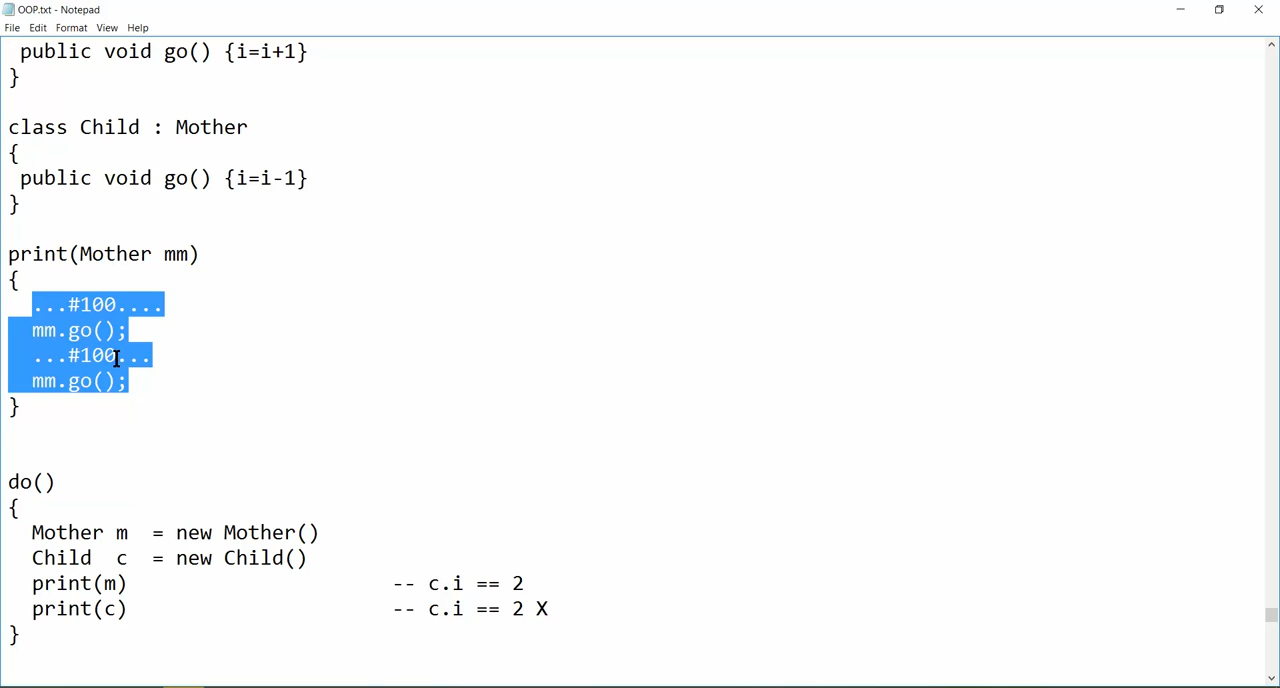 OOP.txt - Notepad
File Edit Format View Help
public void go() {i=i+1}
}
class Child : Mother
{
public void go() {i=i-1}
}
print(Mother mm)
{
...#100....
mm.go();
...#100...
mm.go();
}
do()
{
Mother m = new Mother()
Child c = new Child()
print(m) -- c.i == 2
print(c) -- c.i == 2 X
}